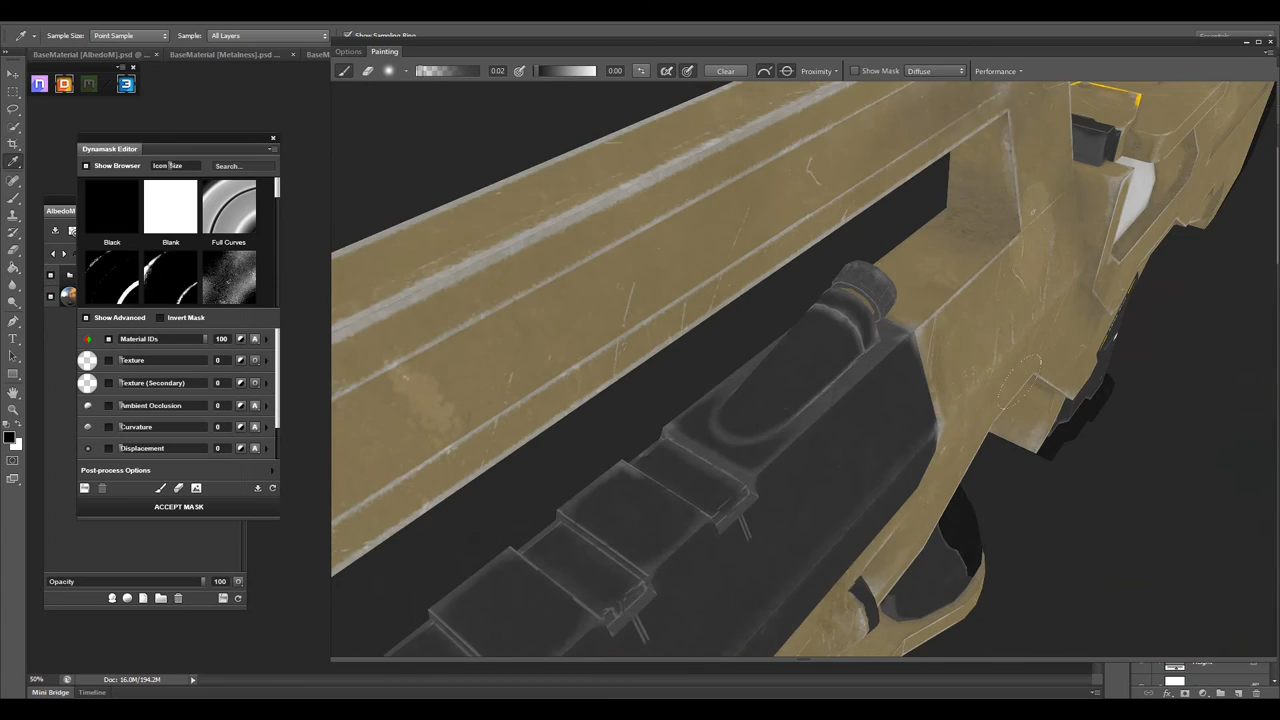 Sample Size: Point Sample Sample: All Layers Show Sampling Ring Essentials
BaseMaterial [AlbedoM].psd @ ... × BaseMaterial [Metalness].psd ... × BaseM
Options Painting
0.02 0.00 Clear Proximity Show Mask Diffuse Performance
Dynamask Editor
Show Browser Icon Size Search...
Black Blank Full Curves
AlbedoM
Show Advanced Invert Mask
Material IDs 100
Texture 0
Texture (Secondary) 0
Ambient Occlusion 0
Curvature 0
Displacement 0
Post-process Options
ACCEPT MASK
Opacity 100
50% Doc: 16.0M/194.2M
Mini Bridge Timeline